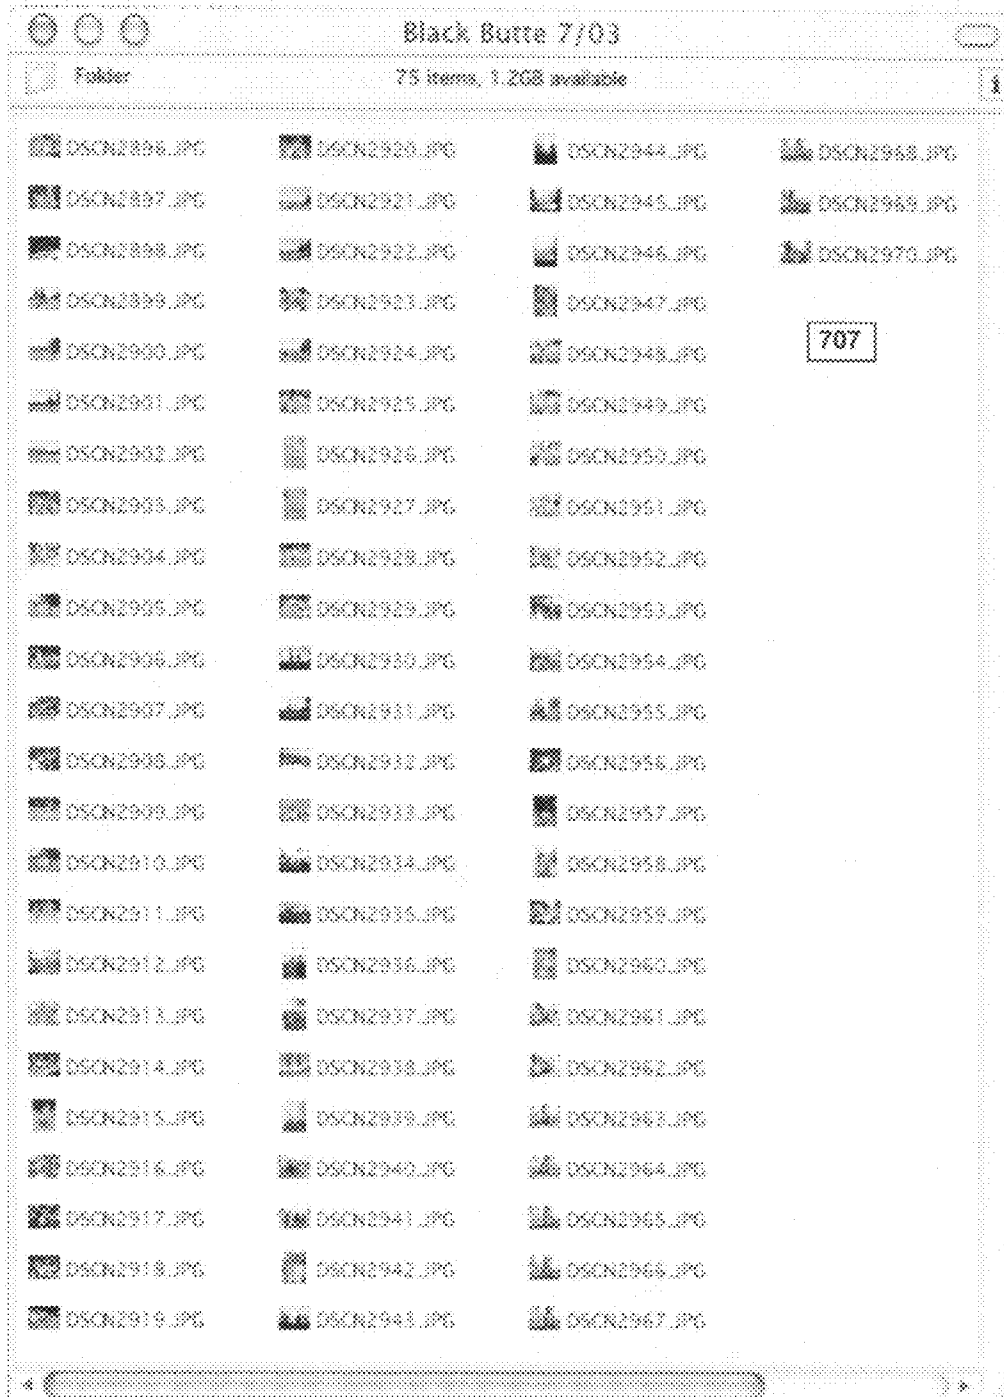 Black Butte 7/03
Folder
75 items, 1.2GB available
DSCN2896.JPG
DSCN2897.JPG
DSCN2898.JPG
DSCN2899.JPG
DSCN2900.JPG
DSCN2901.JPG
DSCN2902.JPG
DSCN2903.JPG
DSCN2904.JPG
DSCN2905.JPG
DSCN2906.JPG
DSCN2907.JPG
DSCN2908.JPG
DSCN2909.JPG
DSCN2910.JPG
DSCN2911.JPG
DSCN2912.JPG
DSCN2913.JPG
DSCN2914.JPG
DSCN2915.JPG
DSCN2916.JPG
DSCN2917.JPG
DSCN2918.JPG
DSCN2919.JPG
DSCN2920.JPG
DSCN2921.JPG
DSCN2922.JPG
DSCN2923.JPG
DSCN2924.JPG
DSCN2925.JPG
DSCN2926.JPG
DSCN2927.JPG
DSCN2928.JPG
DSCN2929.JPG
DSCN2930.JPG
DSCN2931.JPG
DSCN2932.JPG
DSCN2933.JPG
DSCN2934.JPG
DSCN2935.JPG
DSCN2936.JPG
DSCN2937.JPG
DSCN2938.JPG
DSCN2939.JPG
DSCN2940.JPG
DSCN2941.JPG
DSCN2942.JPG
DSCN2943.JPG
DSCN2944.JPG
DSCN2945.JPG
DSCN2946.JPG
DSCN2947.JPG
DSCN2948.JPG
DSCN2949.JPG
DSCN2950.JPG
DSCN2951.JPG
DSCN2952.JPG
DSCN2953.JPG
DSCN2954.JPG
DSCN2955.JPG
DSCN2956.JPG
DSCN2957.JPG
DSCN2958.JPG
DSCN2959.JPG
DSCN2960.JPG
DSCN2961.JPG
DSCN2962.JPG
DSCN2963.JPG
DSCN2964.JPG
DSCN2965.JPG
DSCN2966.JPG
DSCN2967.JPG
DSCN2968.JPG
DSCN2969.JPG
DSCN2970.JPG
707